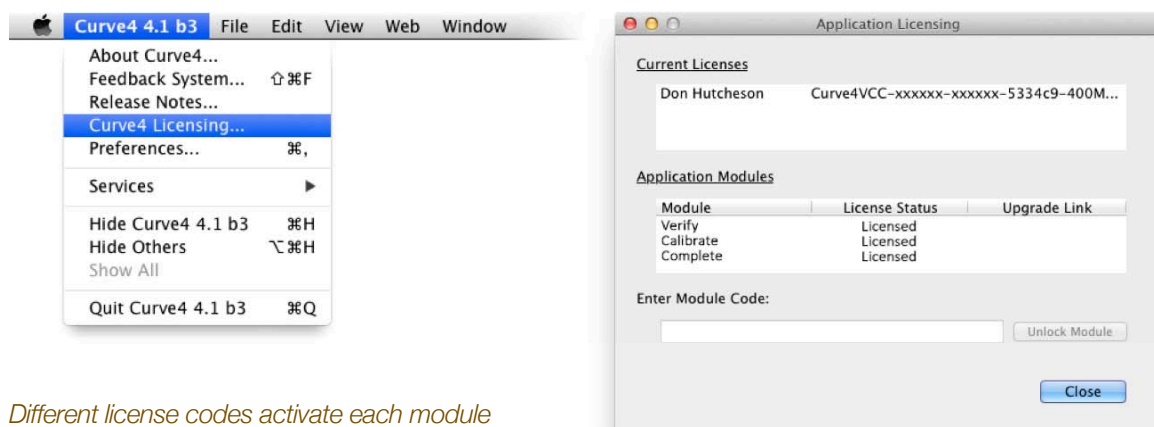 Curve4 4.1 b3 File Edit View Web Window
About Curve4...
Feedback System... ⇧⌘F
Release Notes...
Curve4 Licensing...
Preferences... ⌘,
Services ▶
Hide Curve4 4.1 b3 ⌘H
Hide Others ⌥⌘H
Show All
Quit Curve4 4.1 b3 ⌘Q
Different license codes activate each module
Application Licensing
Current Licenses
Don Hutcheson Curve4VCC-xxxxxx-xxxxxx-5334c9-400M...
Application Modules
Module License Status Upgrade Link
Verify Licensed
Calibrate Licensed
Complete Licensed
Enter Module Code:
Unlock Module
Close